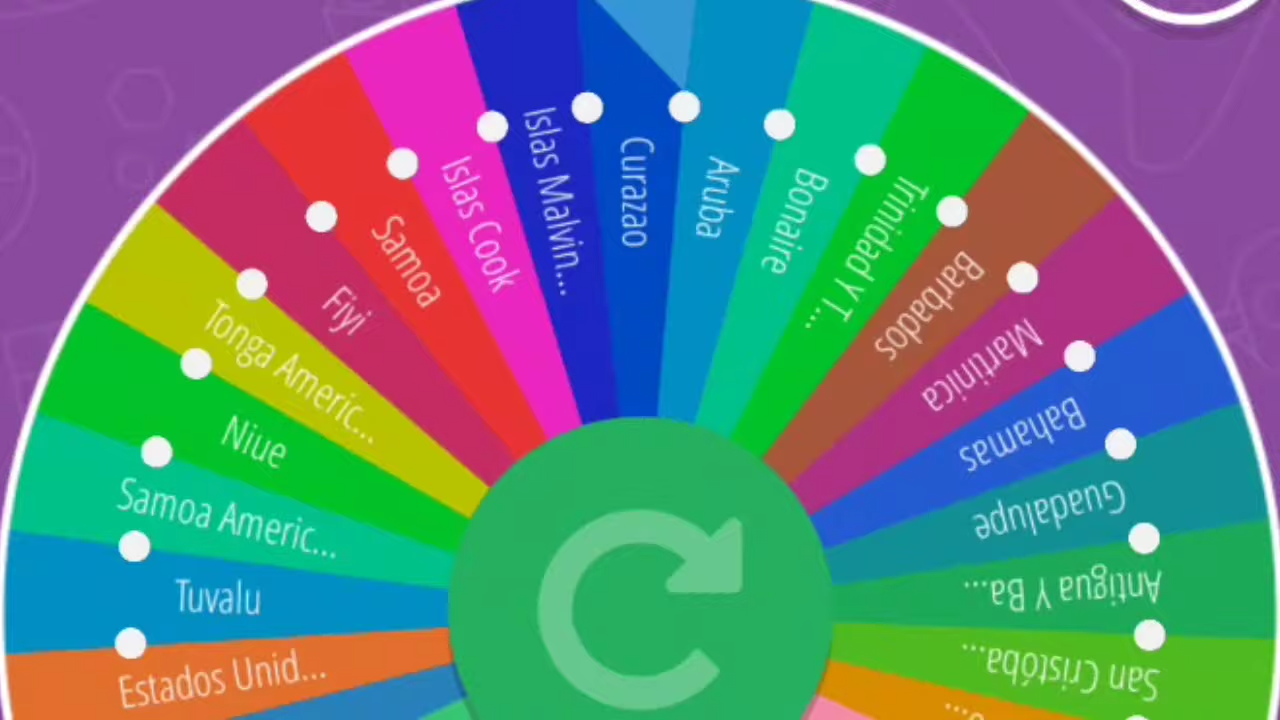 Estados Unid...
Tuvalu
Samoa Americ...
Niue
Tonga Americ...
Fiyi
Samoa
Islas Cook
Islas Malvin...
Curazao
Aruba
Bonaire
Trinidad Y T...
Barbados
Martinica
Bahamas
Guadalupe
Antigua Y Ba...
San Cristóba...